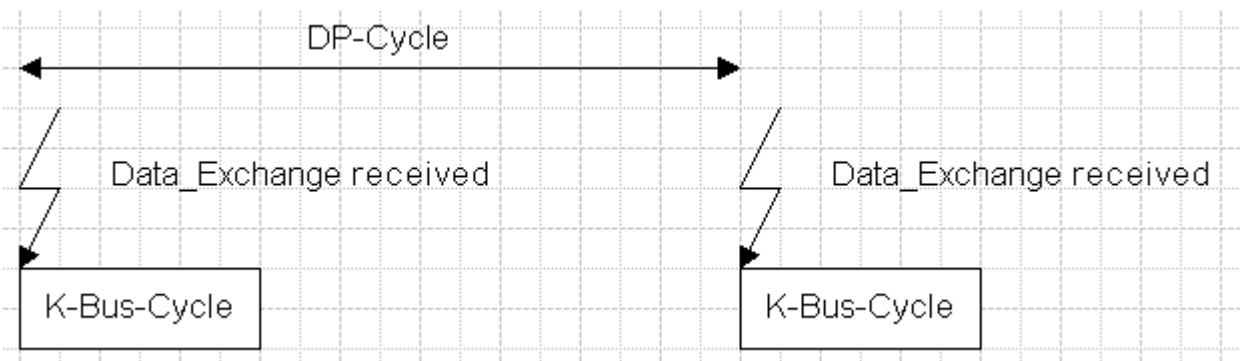 DP-Cycle
Data_Exchange received
Data_Exchange received
K-Bus-Cycle
K-Bus-Cycle